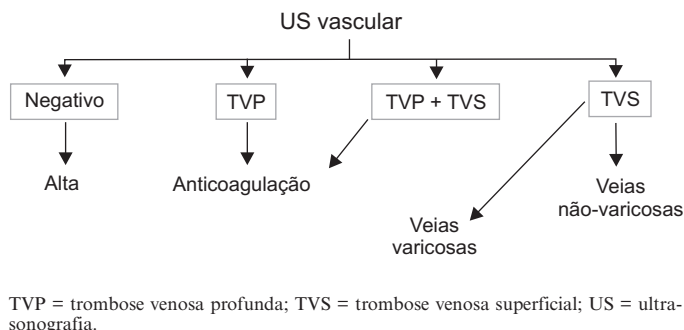 US vascular
Negativo
TVP
TVP + TVS
TVS
Alta
Anticoagulação
Veias
varicosas
Veias
não-varicosas
TVP = trombose venosa profunda; TVS = trombose venosa superficial; US = ultra-
sonografia.